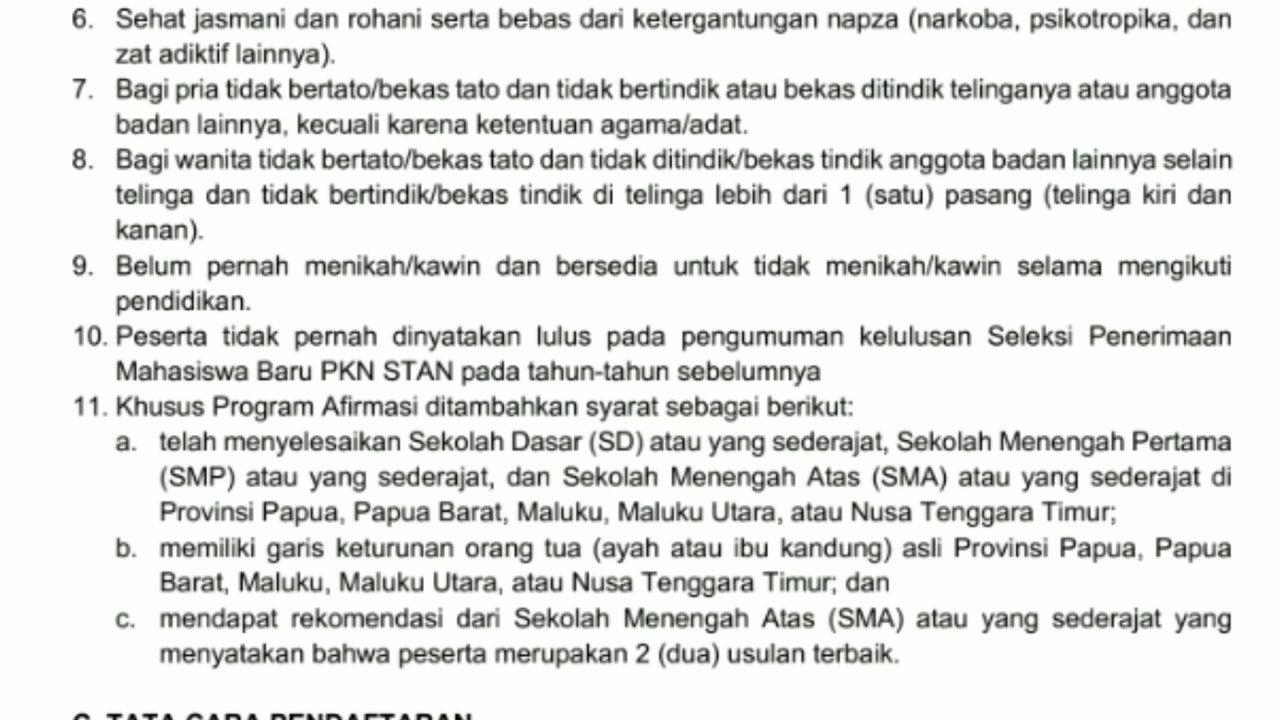 6. Sehat jasmani dan rohani serta bebas dari ketergantungan napza (narkoba, psikotropika, dan
zat adiktif lainnya).
7. Bagi pria tidak bertato/bekas tato dan tidak bertindik atau bekas ditindik telinganya atau anggota
badan lainnya, kecuali karena ketentuan agama/adat.
8. Bagi wanita tidak bertato/bekas tato dan tidak ditindik/bekas tindik anggota badan lainnya selain
telinga dan tidak bertindik/bekas tindik di telinga lebih dari 1 (satu) pasang (telinga kiri dan
kanan).
9. Belum pernah menikah/kawin dan bersedia untuk tidak menikah/kawin selama mengikuti
pendidikan.
10. Peserta tidak pernah dinyatakan lulus pada pengumuman kelulusan Seleksi Penerimaan
Mahasiswa Baru PKN STAN pada tahun-tahun sebelumnya
11. Khusus Program Afirmasi ditambahkan syarat sebagai berikut:
a. telah menyelesaikan Sekolah Dasar (SD) atau yang sederajat, Sekolah Menengah Pertama
(SMP) atau yang sederajat, dan Sekolah Menengah Atas (SMA) atau yang sederajat di
Provinsi Papua, Papua Barat, Maluku, Maluku Utara, atau Nusa Tenggara Timur;
b. memiliki garis keturunan orang tua (ayah atau ibu kandung) asli Provinsi Papua, Papua
Barat, Maluku, Maluku Utara, atau Nusa Tenggara Timur; dan
c. mendapat rekomendasi dari Sekolah Menengah Atas (SMA) atau yang sederajat yang
menyatakan bahwa peserta merupakan 2 (dua) usulan terbaik.
C. TATA CARA PENDAFTARAN